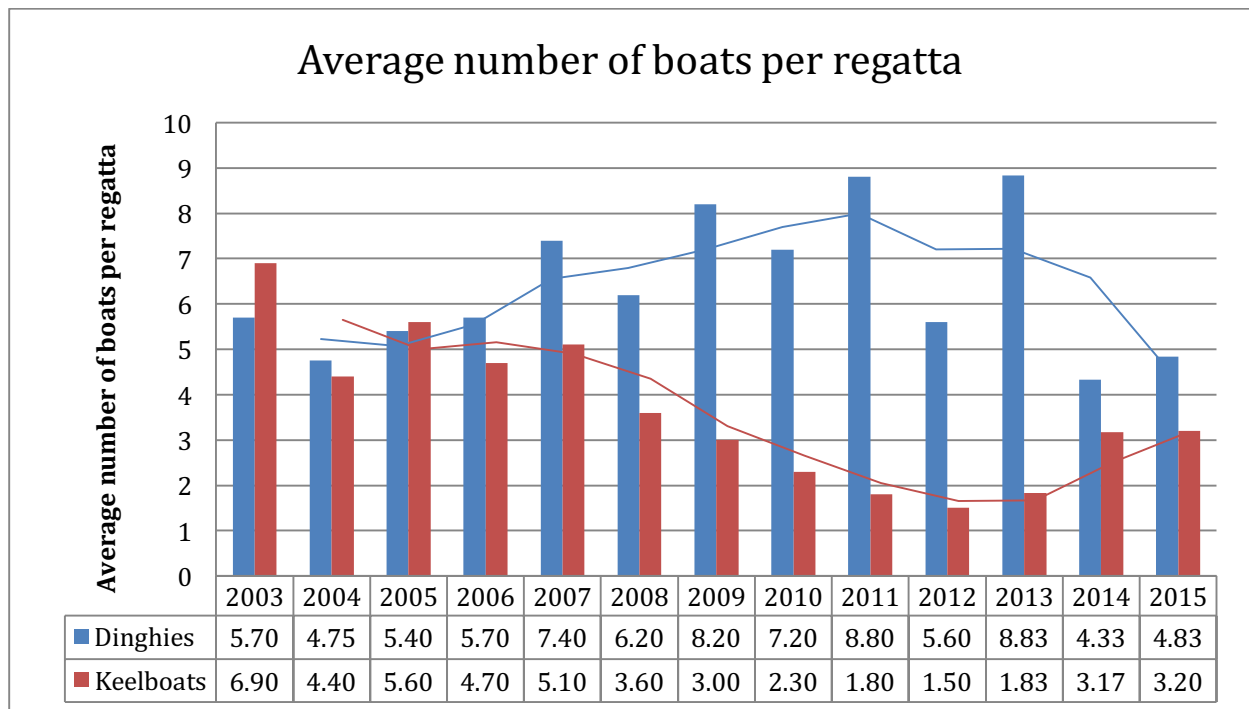 Average number of boats per regatta
Average number of boats per regatta
10
9
8
7
6
5
4
3
2
1
0
2003 2004 2005 2006 2007 2008 2009 2010 2011 2012 2013 2014 2015
Dinghies 5.70 4.75 5.40 5.70 7.40 6.20 8.20 7.20 8.80 5.60 8.83 4.33 4.83
Keelboats 6.90 4.40 5.60 4.70 5.10 3.60 3.00 2.30 1.80 1.50 1.83 3.17 3.20